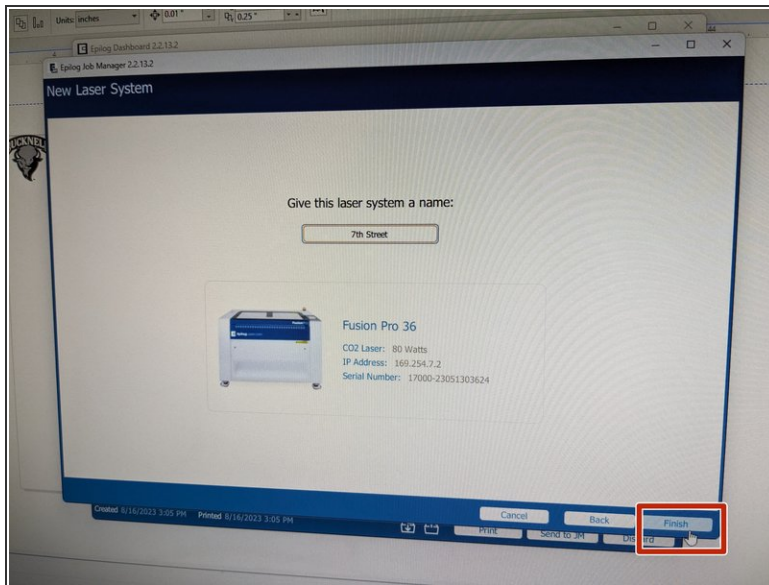 Units: inches
0.01"
0.25"
Epilog Dashboard 2.2.13.2
Epilog Job Manager 2.2.13.2
New Laser System
Give this laser system a name:
7th Street
Fusion Pro 36
CO2 Laser: 80 Watts
IP Address: 169.254.7.2
Serial Number: 17000-23051303624
Cancel
Back
Finish
Created 8/16/2023 3:05 PM Printed 8/16/2023 3:05 PM
Print
Send to JM